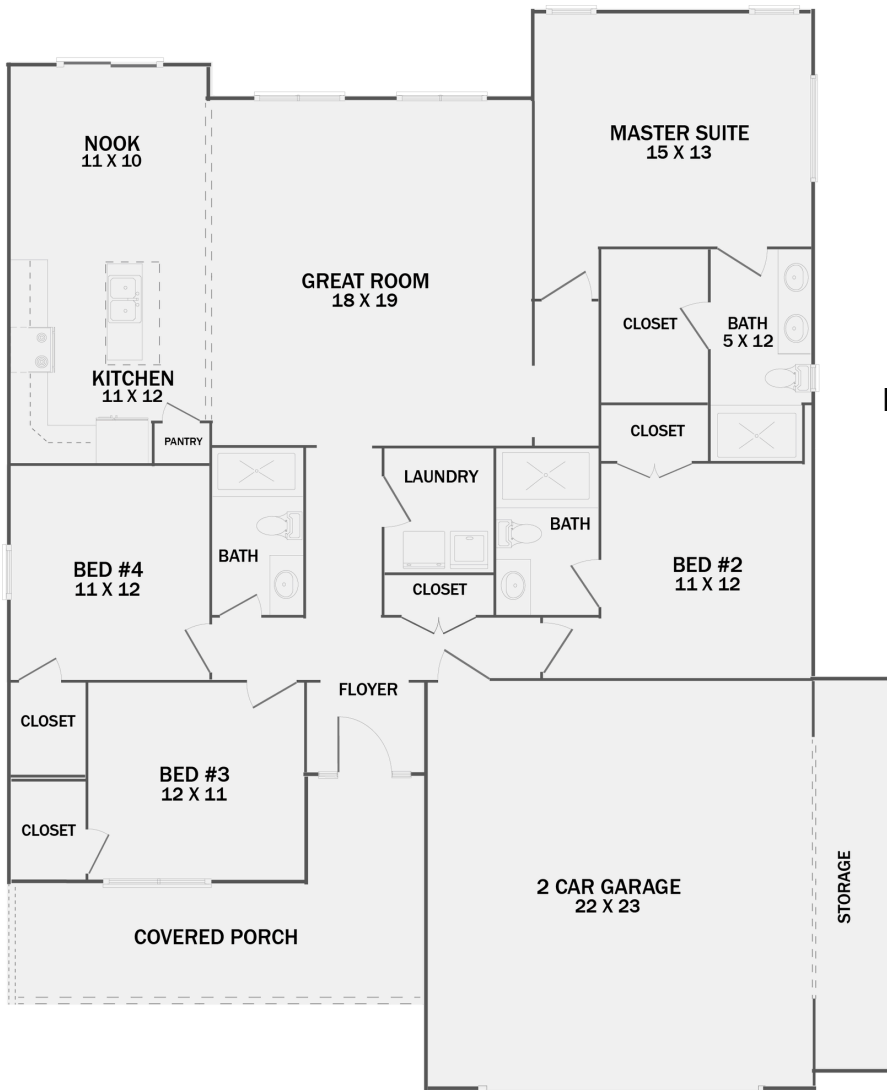 NOOK
11 X 10
MASTER SUITE
15 X 13
GREAT ROOM
18 X 19
CLOSET
BATH
5 X 12
KITCHEN
11 X 12
PANTRY
CLOSET
LAUNDRY
BATH
BATH
BED #4
11 X 12
BED #2
11 X 12
CLOSET
FLOYER
CLOSET
BED #3
12 X 11
CLOSET
2 CAR GARAGE
22 X 23
STORAGE
COVERED PORCH